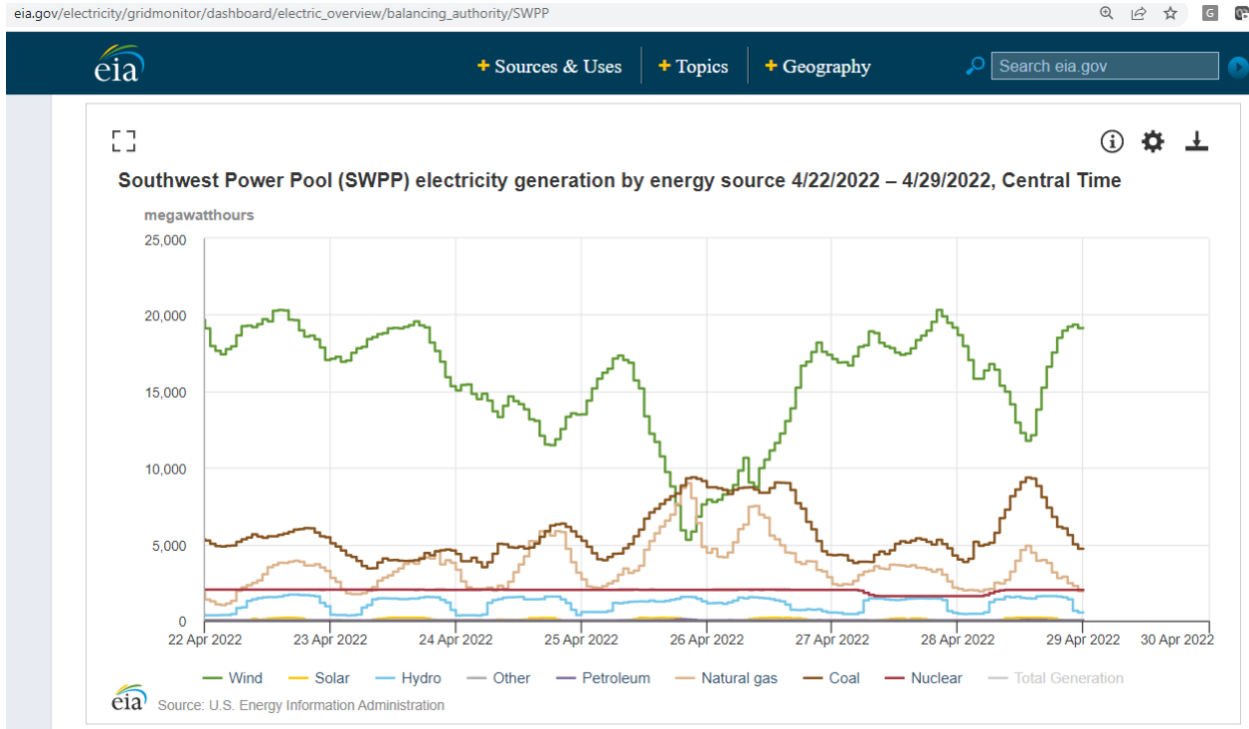 eia.gov/electricity/gridmonitor/dashboard/electric_overview/balancing_authority/SWPP
G
eia
+ Sources & Uses + Topics + Geography
Search eia.gov
Southwest Power Pool (SWPP) electricity generation by energy source 4/22/2022 – 4/29/2022, Central Time
megawatthours
25,000
20,000
15,000
10,000
5,000
0
22 Apr 2022 23 Apr 2022 24 Apr 2022 25 Apr 2022 26 Apr 2022 27 Apr 2022 28 Apr 2022 29 Apr 2022 30 Apr 2022
Wind Solar Hydro Other Petroleum Natural gas Coal Nuclear Total Generation
eia Source: U.S. Energy Information Administration